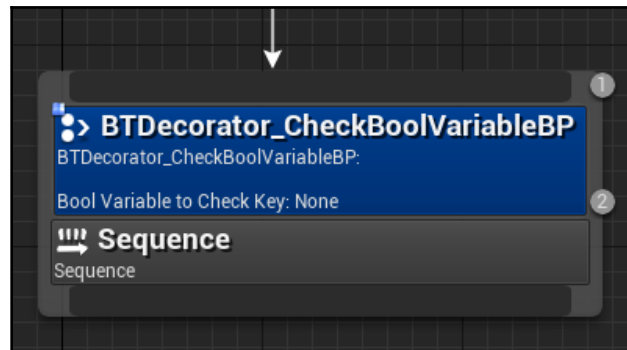 1
BTDecorator_CheckBoolVariableBP
BTDecorator_CheckBoolVariableBP:
Bool Variable to Check Key: None
2
Sequence
Sequence